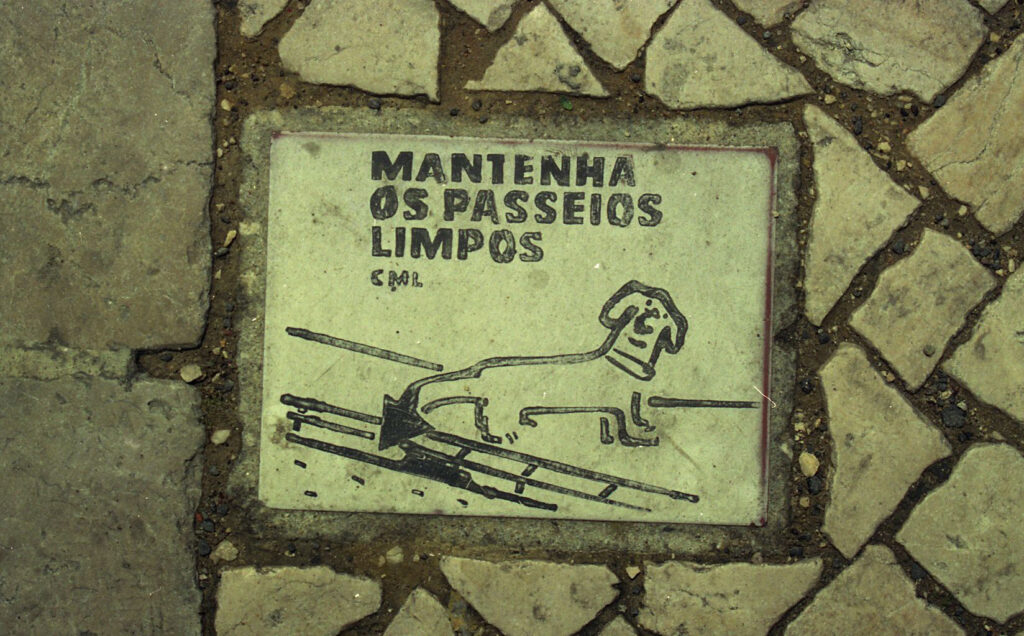 MANTENHA
OS PASSEIOS
LIMPOS
CML